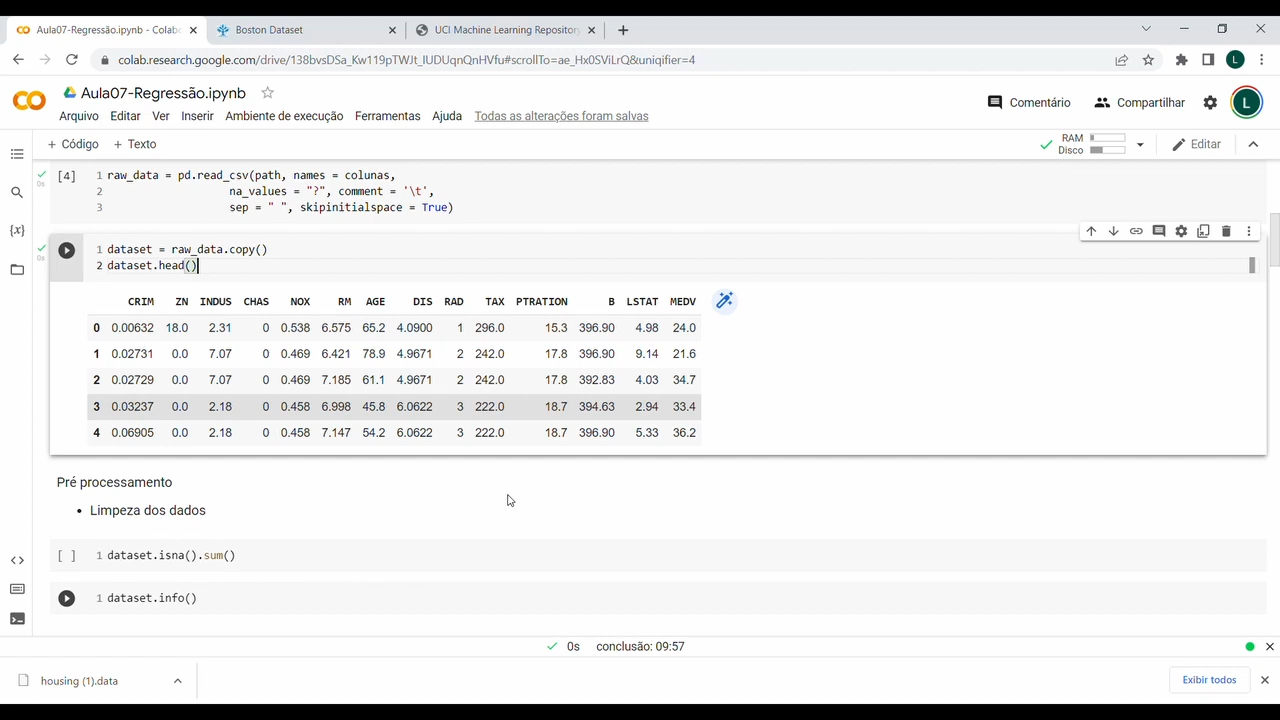 Aula07-Regressão.ipynb - Colab
Boston Dataset
UCI Machine Learning Repository
colab.research.google.com/drive/138bvsDSa_Kw119pTWJt_IUDUqnQnHVfu#scrollTo=ae_Hx0SViLrQ&uniqifier=4
L
Aula07-Regressão.ipynb
Comentário
Compartilhar
L
Arquivo Editar Ver Inserir Ambiente de execução Ferramentas Ajuda Todas as alterações foram salvas
+ Código + Texto
RAM
Disco
Editar
[4] 1 raw_data = pd.read_csv(path, names = colunas,
0s
2 na_values = "?", comment = '\t',
3 sep = " ", skipinitialspace = True)
1 dataset = raw_data.copy()
0s
2 dataset.head()
CRIM ZN INDUS CHAS NOX RM AGE DIS RAD TAX PTRATION B LSTAT MEDV
0 0.00632 18.0 2.31 0 0.538 6.575 65.2 4.0900 1 296.0 15.3 396.90 4.98 24.0
1 0.02731 0.0 7.07 0 0.469 6.421 78.9 4.9671 2 242.0 17.8 396.90 9.14 21.6
2 0.02729 0.0 7.07 0 0.469 7.185 61.1 4.9671 2 242.0 17.8 392.83 4.03 34.7
3 0.03237 0.0 2.18 0 0.458 6.998 45.8 6.0622 3 222.0 18.7 394.63 2.94 33.4
4 0.06905 0.0 2.18 0 0.458 7.147 54.2 6.0622 3 222.0 18.7 396.90 5.33 36.2
Pré processamento
• Limpeza dos dados
[ ] 1 dataset.isna().sum()
1 dataset.info()
0s conclusão: 09:57
housing (1).data
Exibir todos